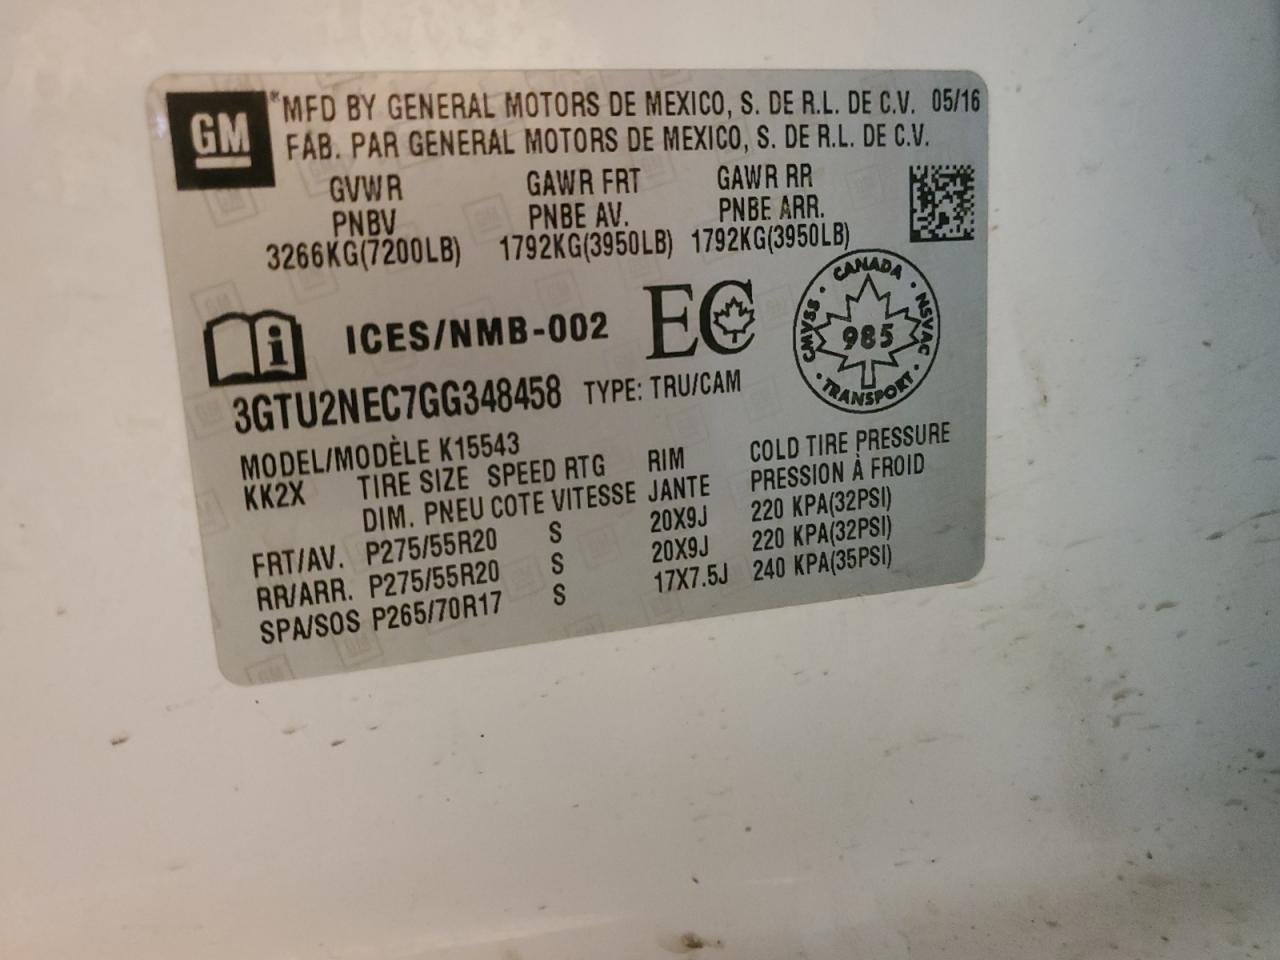 GM
*MFD BY GENERAL MOTORS DE MEXICO, S. DE R.L. DE C.V. 05/16
FAB. PAR GENERAL MOTORS DE MEXICO, S. DE R.L. DE C.V.
GVWR GAWR FRT GAWR RR
PNBV PNBE AV. PNBE ARR.
3266KG(7200LB) 1792KG(3950LB) 1792KG(3950LB)
i ICES/NMB-002 EC
CANADA NSVAC TRANSPORT CMVSS
985
3GTU2NEC7GG348458 TYPE: TRU/CAM
MODEL/MODÈLE K15543
KK2X TIRE SIZE SPEED RTG RIM COLD TIRE PRESSURE
DIM. PNEU COTE VITESSE JANTE PRESSION À FROID
FRT/AV. P275/55R20 S 20X9J 220 KPA(32PSI)
RR/ARR. P275/55R20 S 20X9J 220 KPA(32PSI)
SPA/SOS P265/70R17 S 17X7.5J 240 KPA(35PSI)